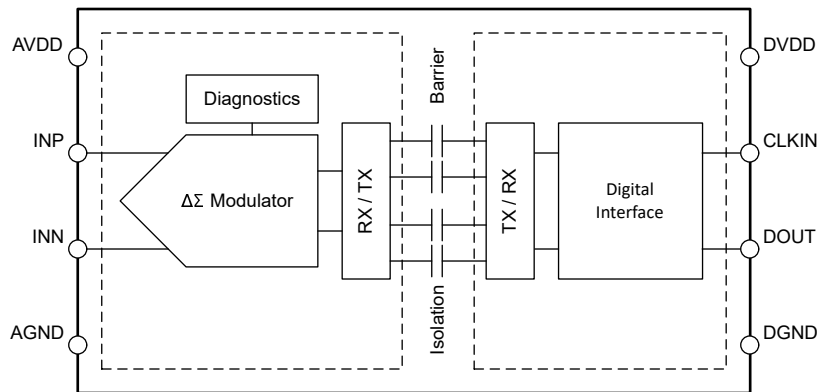 AVDD
INP
INN
AGND
Diagnostics
ΔΣ Modulator
RX / TX
Barrier
Isolation
TX / RX
Digital
Interface
DVDD
CLKIN
DOUT
DGND